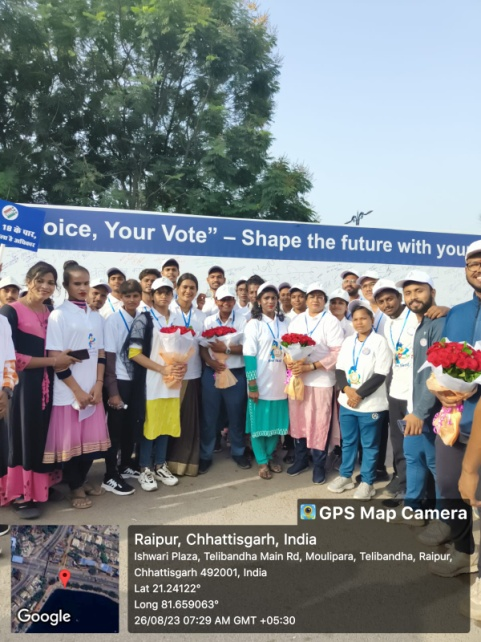 18 के पार,
oice, Your Vote" – Shape the future with your
GPS Map Camera
Raipur, Chhattisgarh, India
Ishwari Plaza, Telibandha Main Rd, Moulipara, Telibandha, Raipur,
Chhattisgarh 492001, India
Lat 21.24122°
Long 81.659063°
26/08/23 07:29 AM GMT +05:30
Google